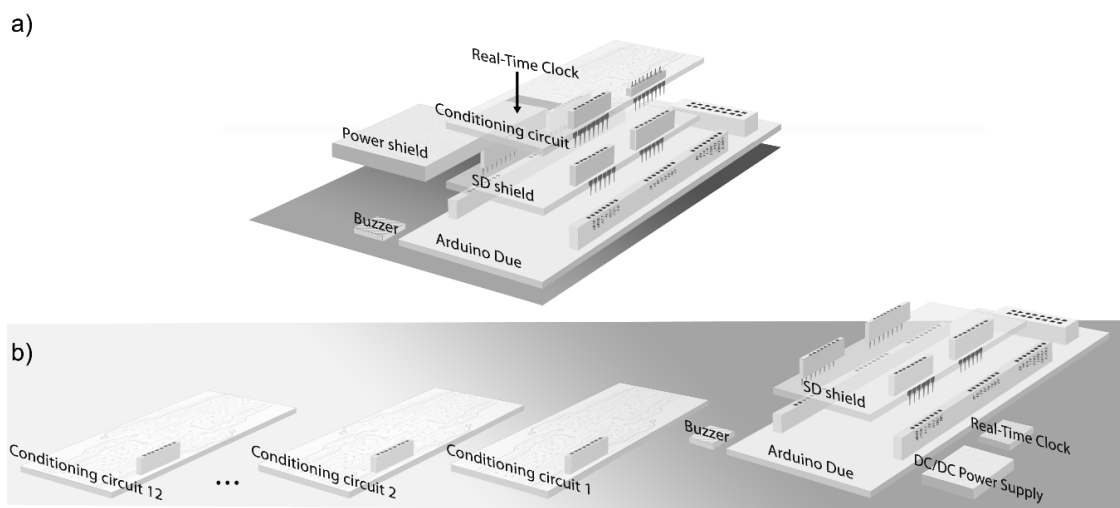 a)
Real-Time Clock
Conditioning circuit
Power shield
SD shield
Buzzer
Arduino Due
b)
SD shield
Buzzer
Real-Time Clock
Arduino Due
DC/DC Power Supply
Conditioning circuit 12
...
Conditioning circuit 2
Conditioning circuit 1